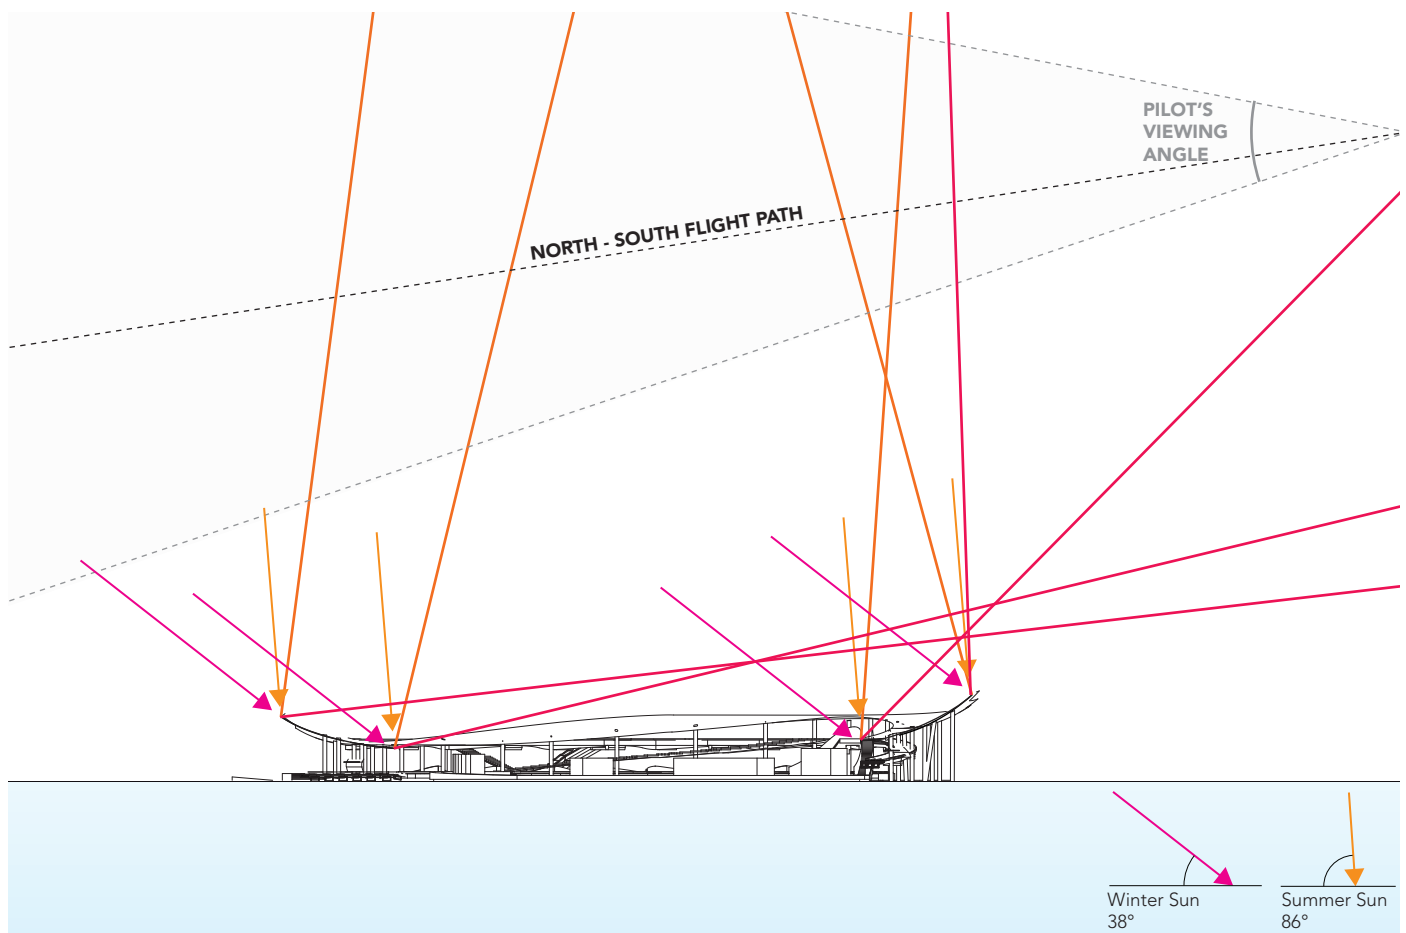 PILOT'S
VIEWING
ANGLE
NORTH - SOUTH FLIGHT PATH
Winter Sun
38°
Summer Sun
86°